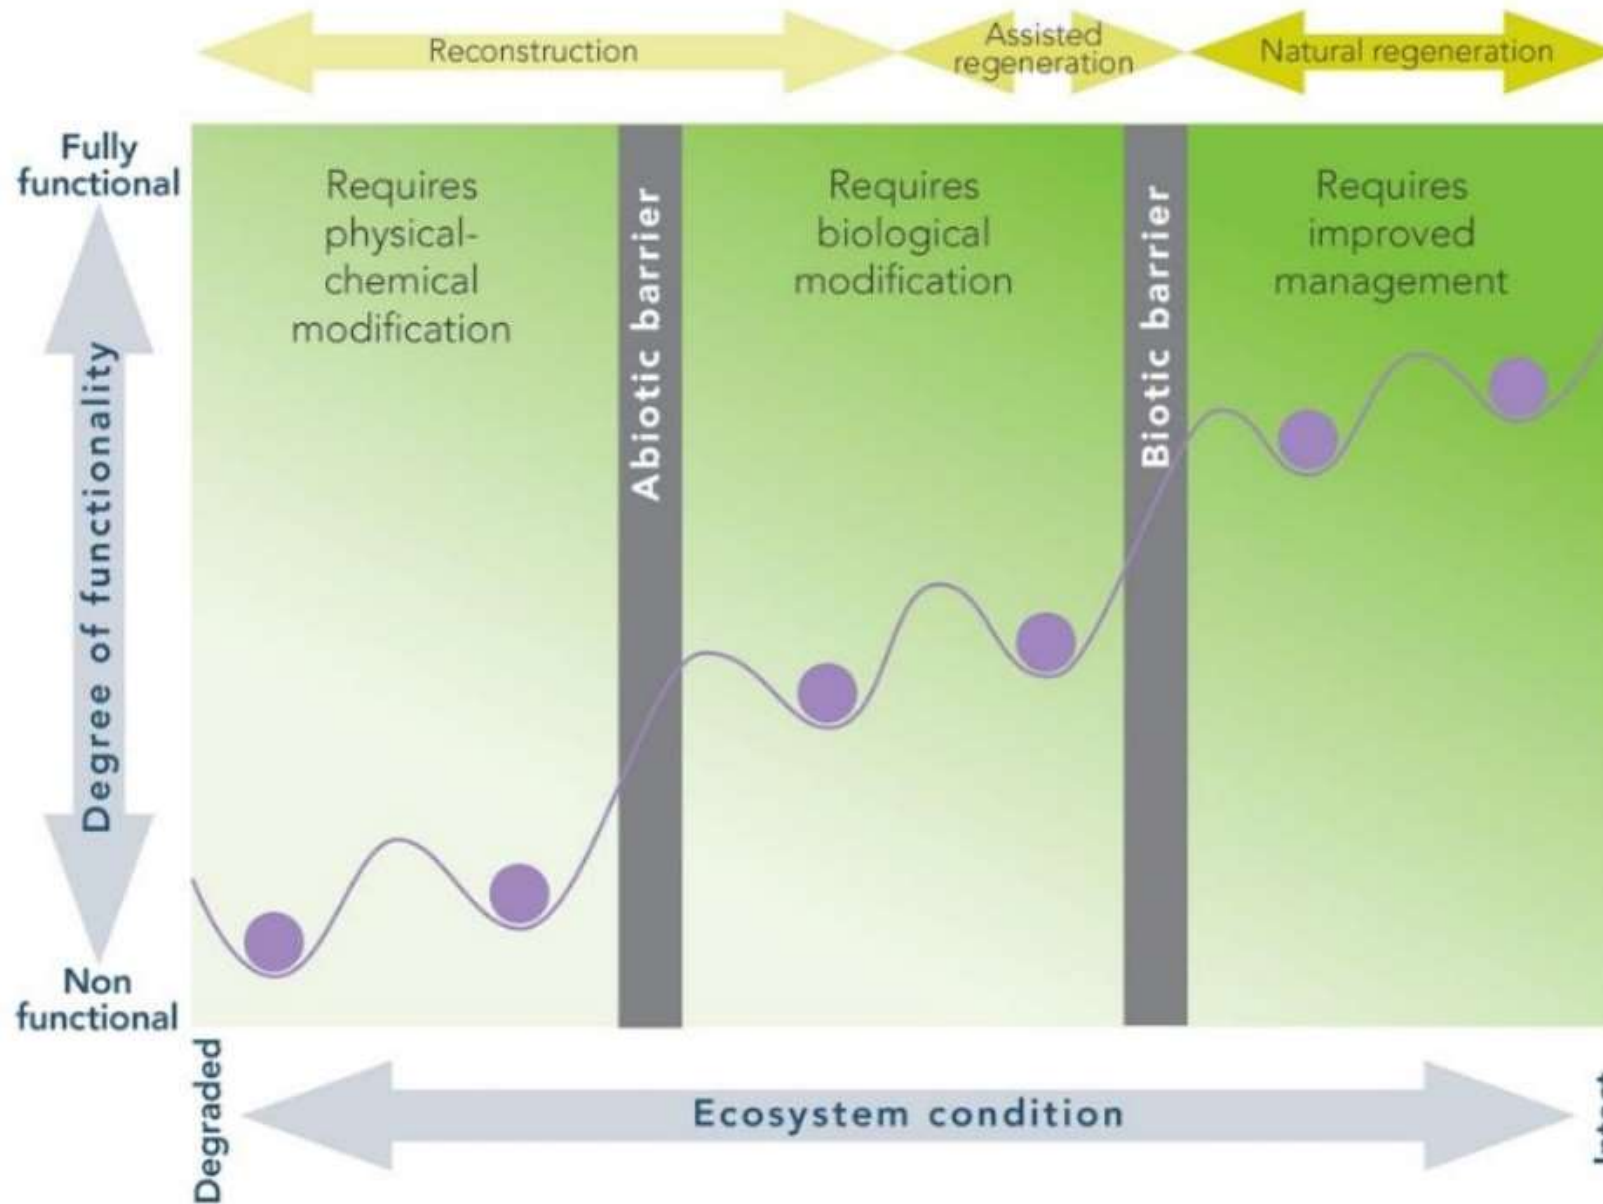 Reconstruction
Assisted
regeneration
Natural regeneration
Fully
functional
Requires
physical-
chemical
modification
Abiotic barrier
Requires
biological
modification
Biotic barrier
Requires
improved
management
Degree of functionality
Non
functional
Degraded
Ecosystem condition